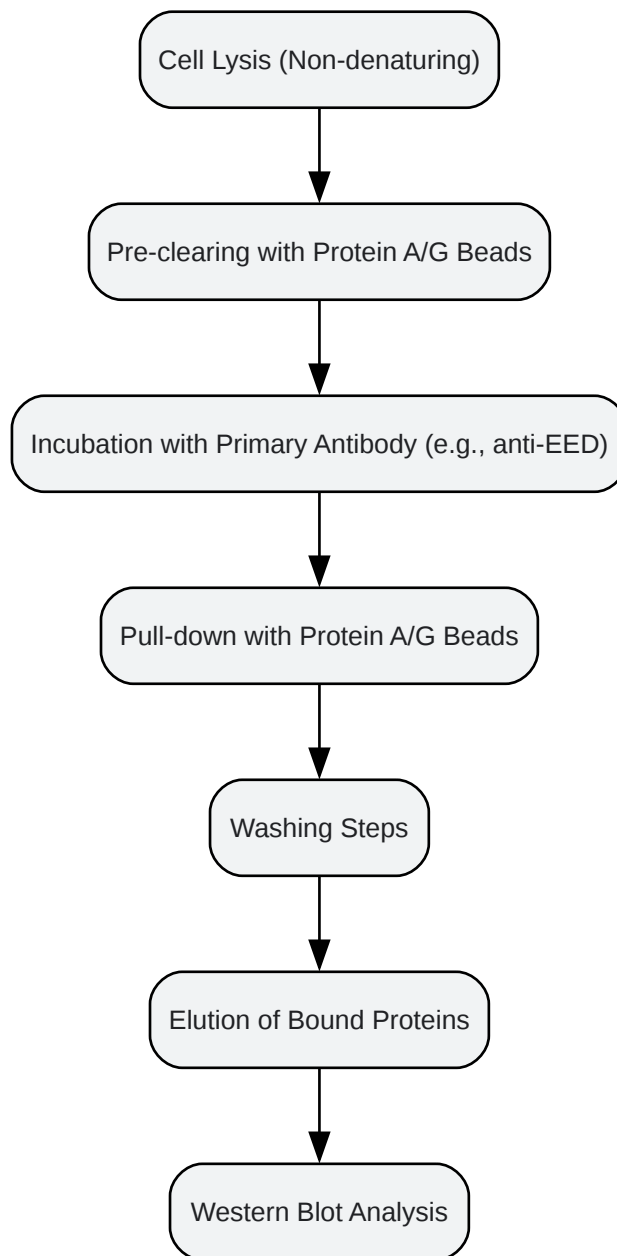 Cell Lysis (Non-denaturing)
Pre-clearing with Protein A/G Beads
Incubation with Primary Antibody (e.g., anti-EED)
Pull-down with Protein A/G Beads
Washing Steps
Elution of Bound Proteins
Western Blot Analysis